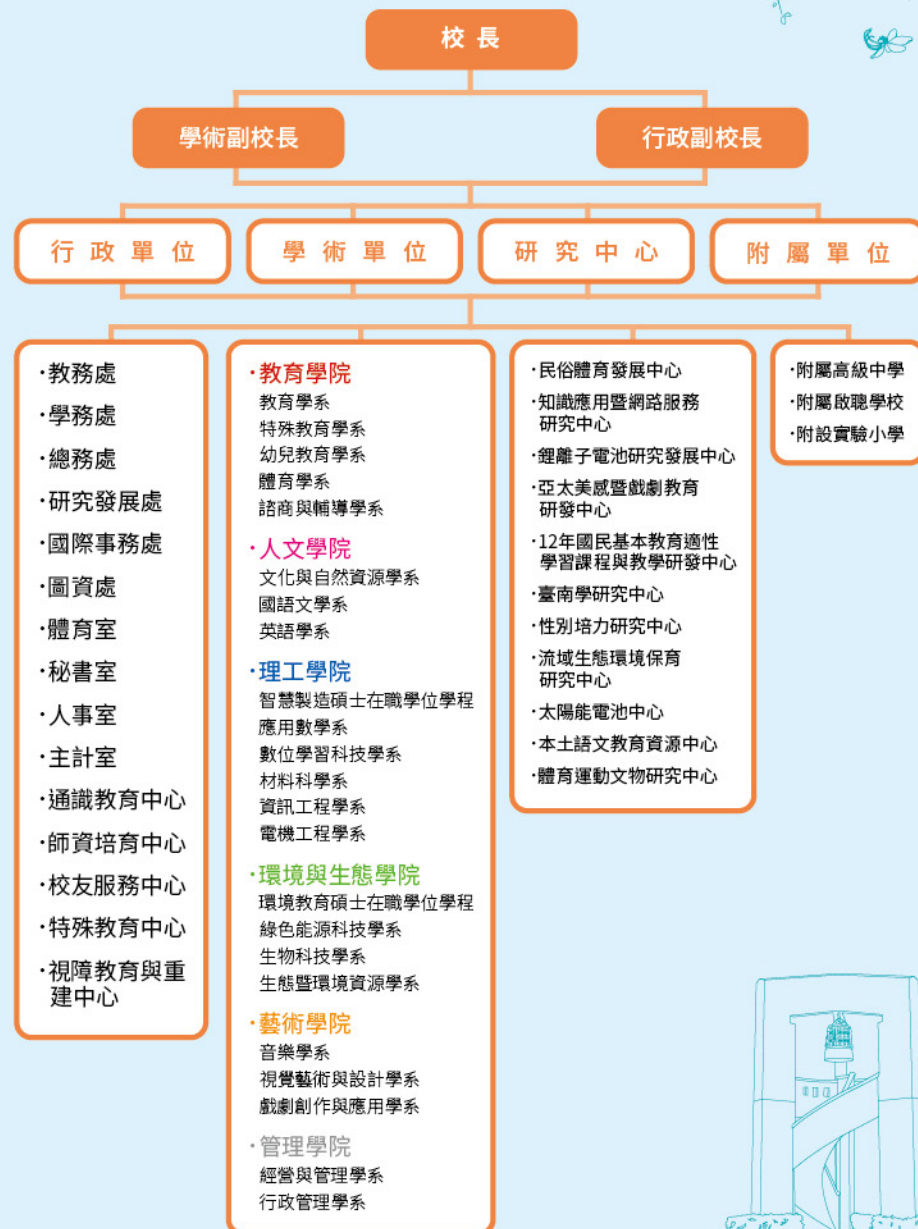 校長
學術副校長
行政副校長
行政單位
學術單位
研究中心
附屬單位
·教務處
·學務處
·總務處
·研究發展處
·國際事務處
·圖資處
·體育室
·秘書室
·人事室
·主計室
·通識教育中心
·師資培育中心
·校友服務中心
·特殊教育中心
·視障教育與重
建中心
·教育學院
教育學系
特殊教育學系
幼兒教育學系
體育學系
諮商與輔導學系
·人文學院
文化與自然資源學系
國語文學系
英語學系
·理工學院
智慧製造碩士在職學位學程
應用數學系
數位學習科技學系
材料科學系
資訊工程學系
電機工程學系
·環境與生態學院
環境教育碩士在職學位學程
綠色能源科技學系
生物科技學系
生態暨環境資源學系
·藝術學院
音樂學系
視覺藝術與設計學系
戲劇創作與應用學系
·管理學院
經營與管理學系
行政管理學系
·民俗體育發展中心
·知識應用暨網路服務
研究中心
·鋰離子電池研究發展中心
·亞太美感暨戲劇教育
研發中心
·12年國民基本教育適性
學習課程與教學研發中心
·臺南學研究中心
·性別培力研究中心
·流域生態環境保育
研究中心
·太陽能電池中心
·本土語文教育資源中心
·體育運動文物研究中心
·附屬高級中學
·附屬啟聰學校
·附設實驗小學